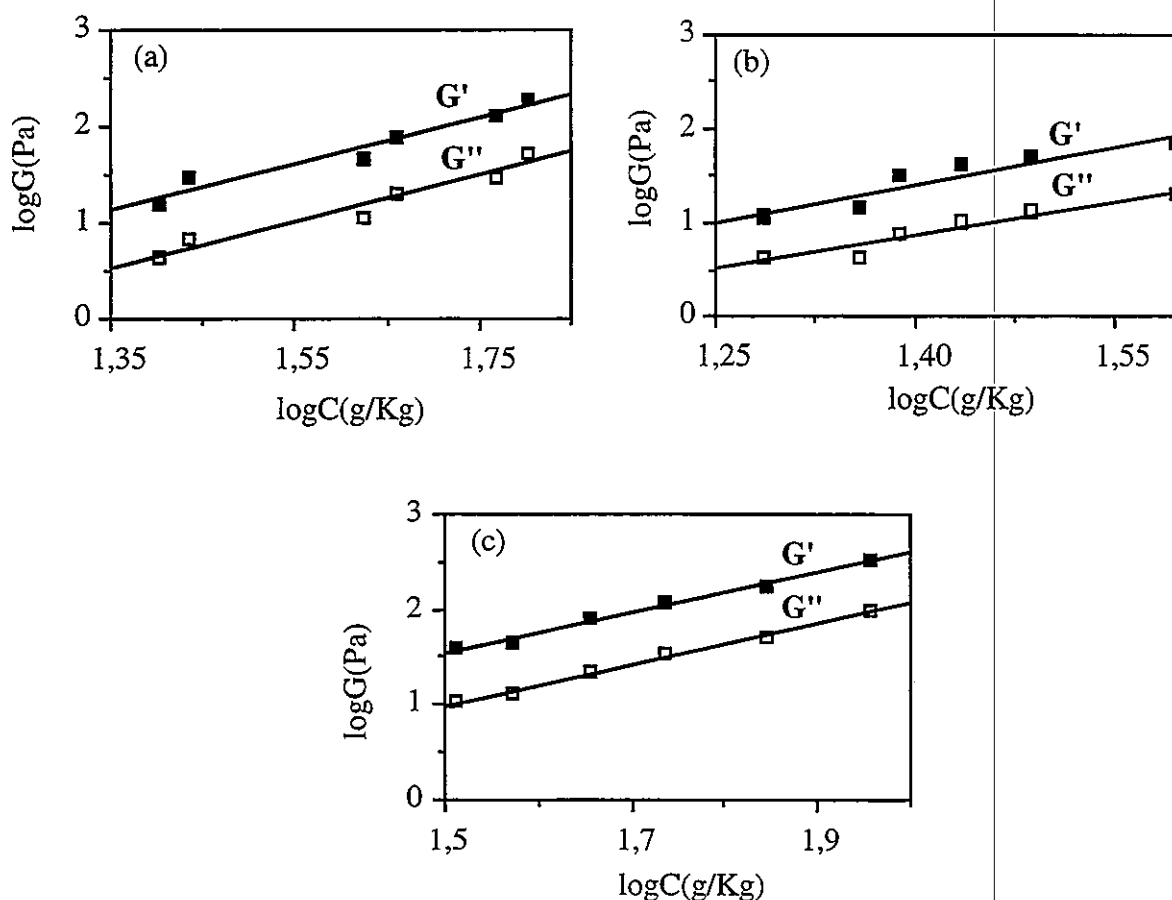 3
2
1
0
(a)
G'
G"
logG(Pa)
1,35
1,55
1,75
logC(g/Kg)
3
2
1
0
(b)
G'
G"
logG(Pa)
1,25
1,40
1,55
logC(g/Kg)
3
2
1
0
(c)
G'
G"
logG(Pa)
1,5
1,7
1,9
logC(g/Kg)